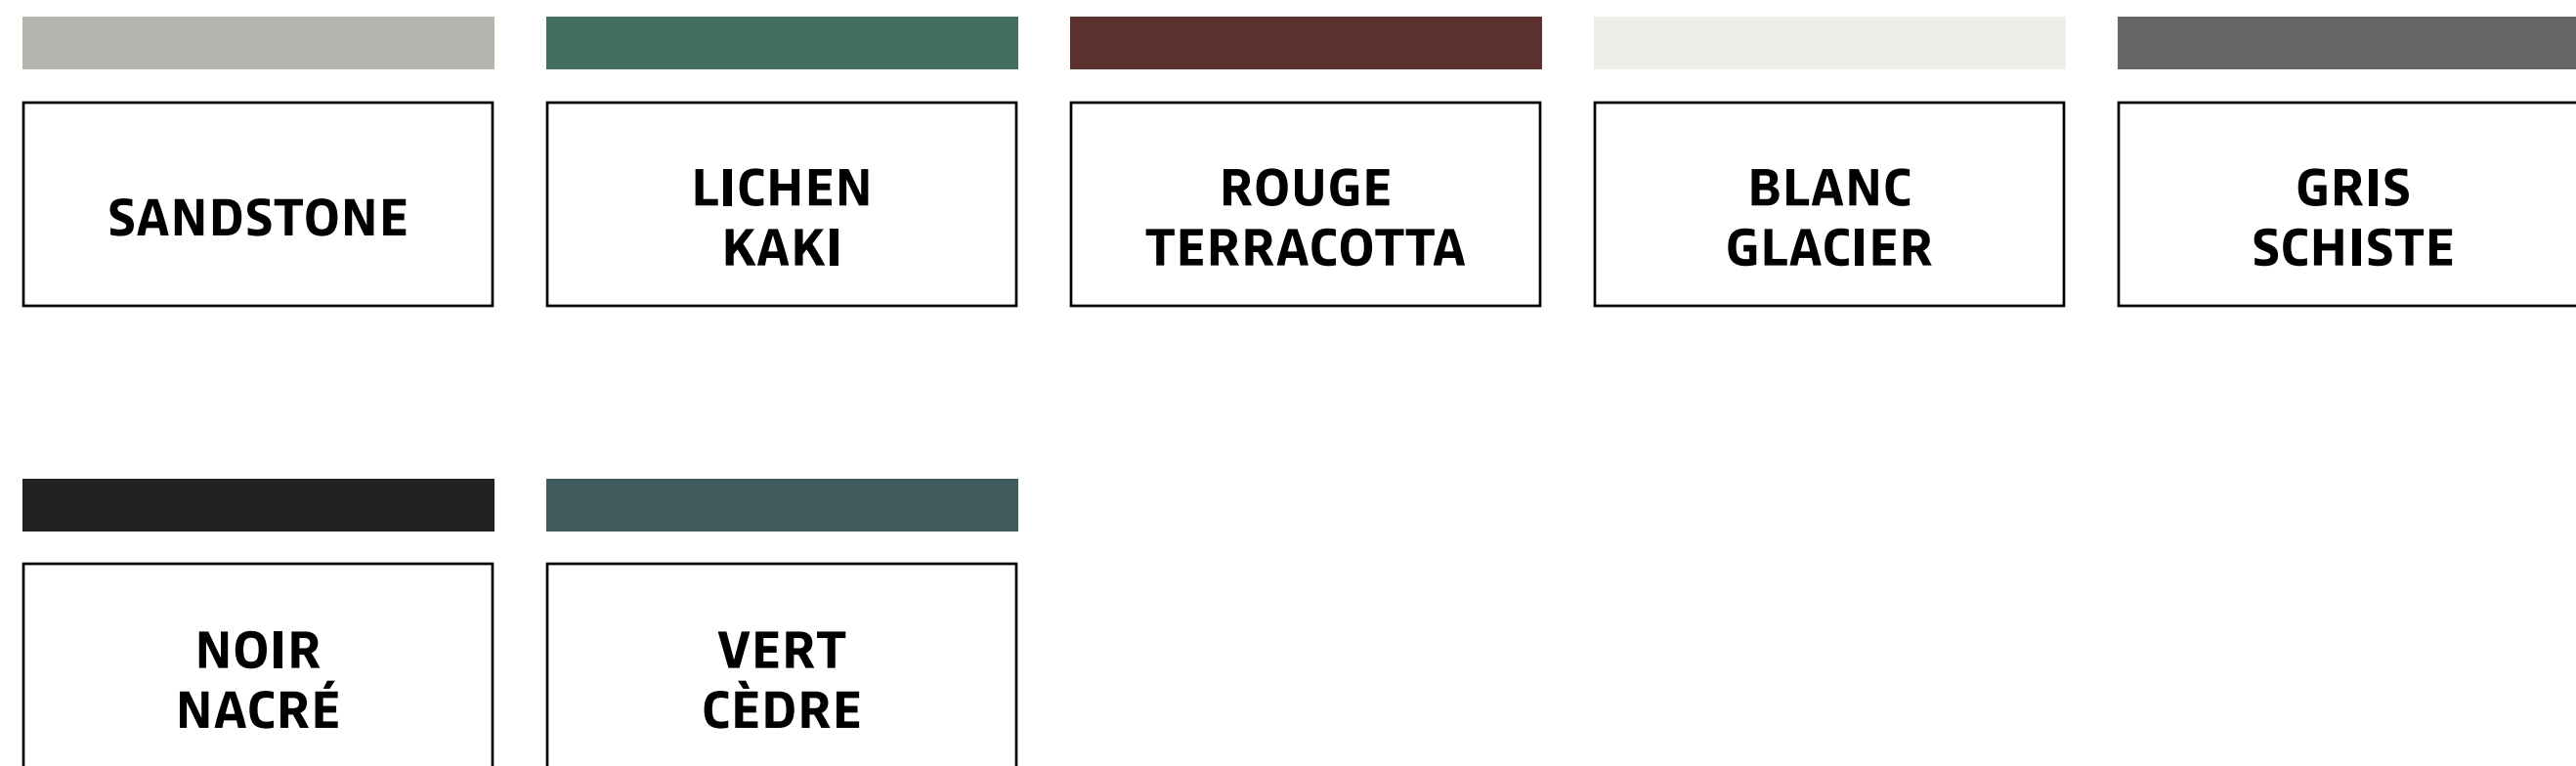 SANDSTONE
LICHEN
KAKI
ROUGE
TERRACOTTA
BLANC
GLACIER
GRIS
SCHISTE
NOIR
NACRÉ
VERT
CÈDRE